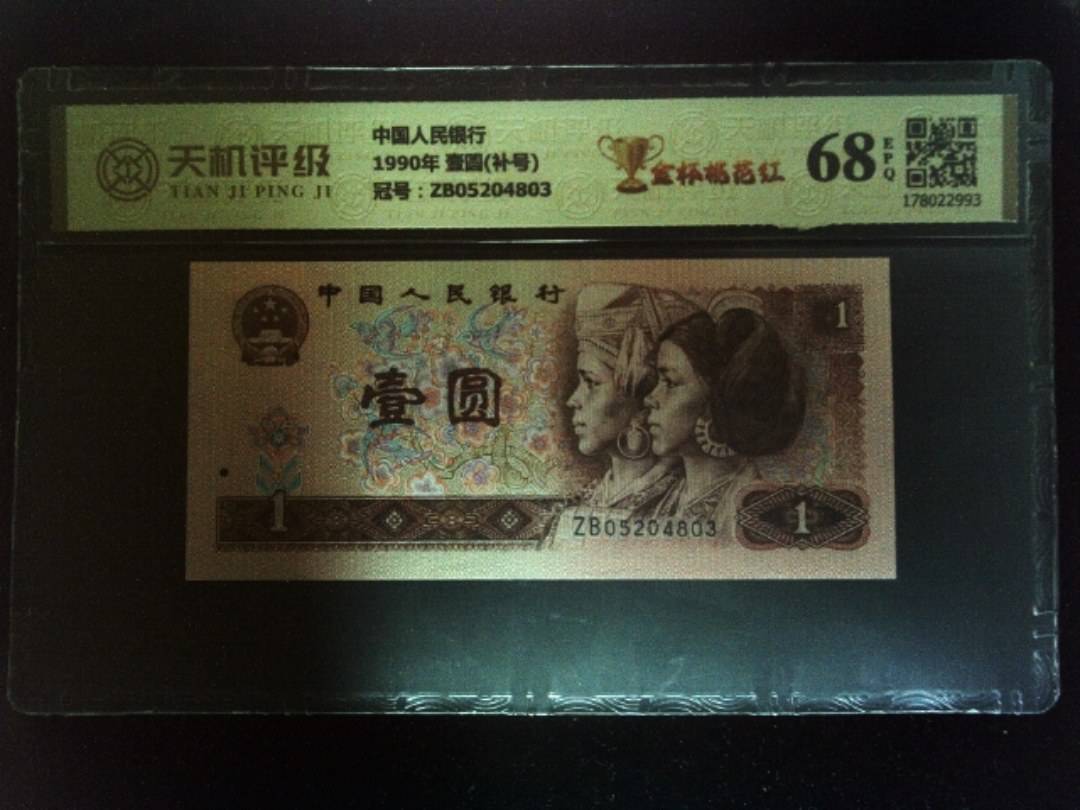 天机评级
TIAN JI PING JI
中国人民银行
1990年 壹圆(补号)
冠号：ZB05204803
金杯桃花红
68
EPQ
178022993
中国人民银行
1
壹圆
1
ZB05204803
1